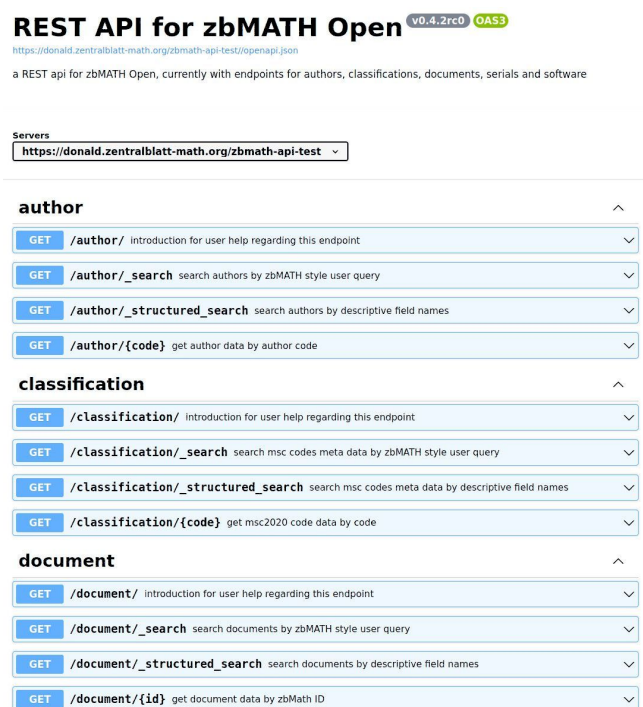 REST API for zbMATH Open v0.4.2rc0 OAS3
https://donald.zentralblatt-math.org/zbmath-api-test//openapi.json
a REST api for zbMATH Open, currently with endpoints for authors, classifications, documents, serials and software
Servers
https://donald.zentralblatt-math.org/zbmath-api-test
author
GET /author/ introduction for user help regarding this endpoint
GET /author/_search search authors by zbMATH style user query
GET /author/_structured_search search authors by descriptive field names
GET /author/{code} get author data by author code
classification
GET /classification/ introduction for user help regarding this endpoint
GET /classification/_search search msc codes meta data by zbMATH style user query
GET /classification/_structured_search search msc codes meta data by descriptive field names
GET /classification/{code} get msc2020 code data by code
document
GET /document/ introduction for user help regarding this endpoint
GET /document/_search search documents by zbMATH style user query
GET /document/_structured_search search documents by descriptive field names
GET /document/{id} get document data by zbMath ID